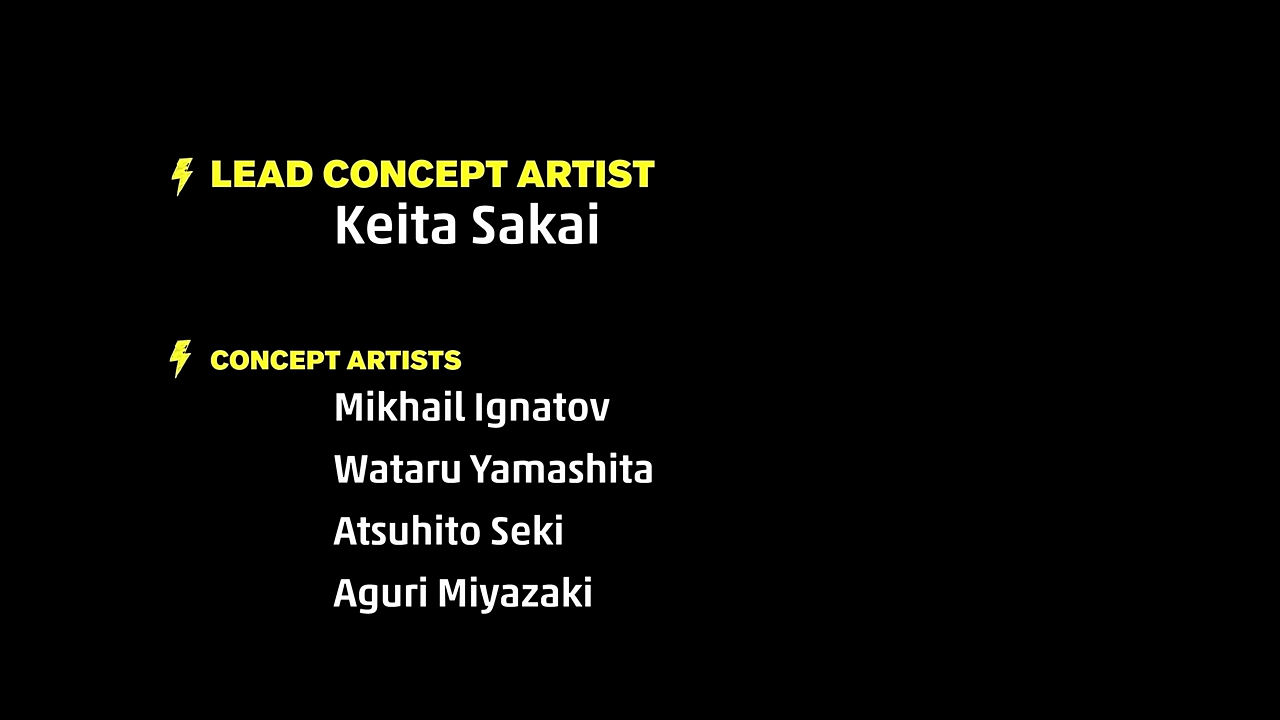 LEAD CONCEPT ARTIST
Keita Sakai
CONCEPT ARTISTS
Mikhail Ignatov
Wataru Yamashita
Atsuhito Seki
Aguri Miyazaki